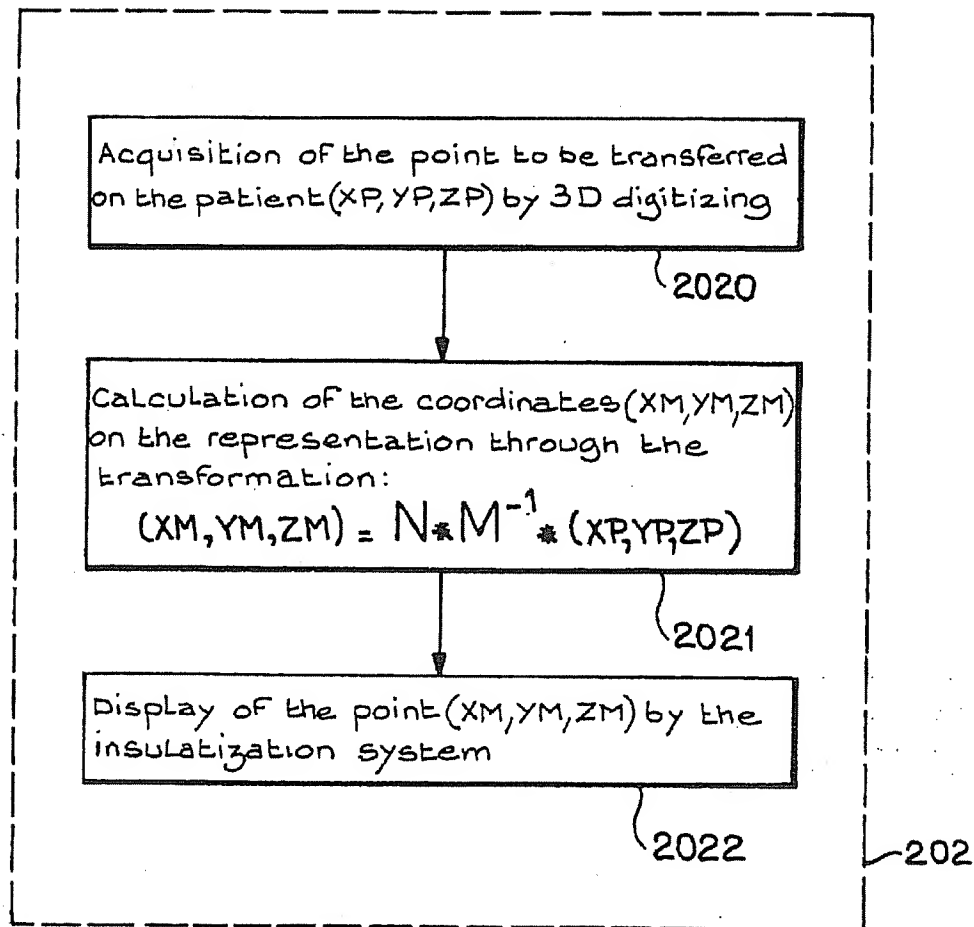 Acquisition of the point to be transferred
on the patient (XP, YP, ZP) by 3D digitizing
2020
Calculation of the coordinates (XM, YM, ZM)
on the representation through the
transformation:
(XM, YM, ZM) = N * M⁻¹ * (XP, YP, ZP)
2021
Display of the point (XM, YM, ZM) by the
insulatization system
2022
202